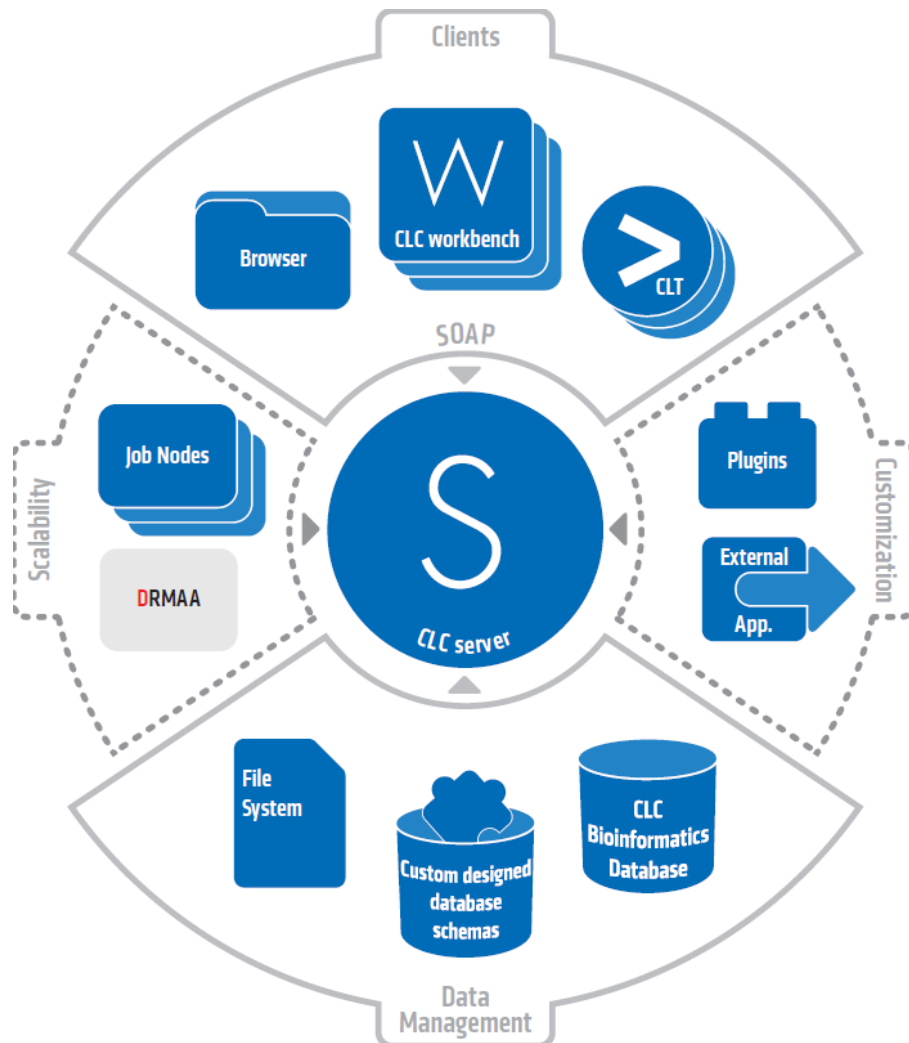 Clients
W
CLC workbench
Browser
>
CLT
SOAP
Job Nodes
DRMAA
Scalability
S
CLC server
Plugins
External
App.
Customization
File
System
Custom designed
database
schemas
CLC
Bioinformatics
Database
Data
Management